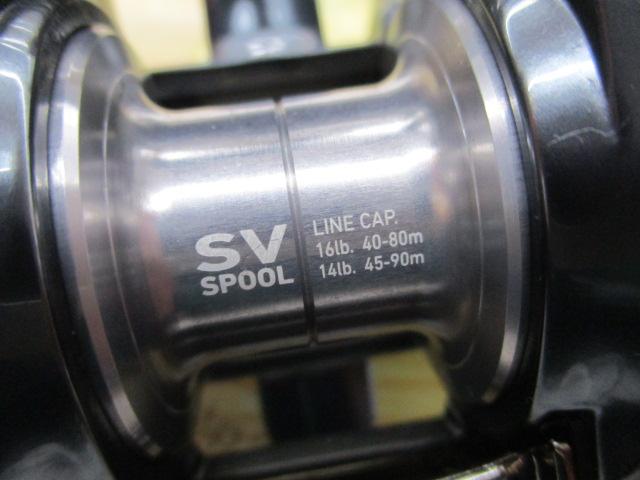 SV
SPOOL
LINE CAP.
16lb. 40-80m
14lb. 45-90m